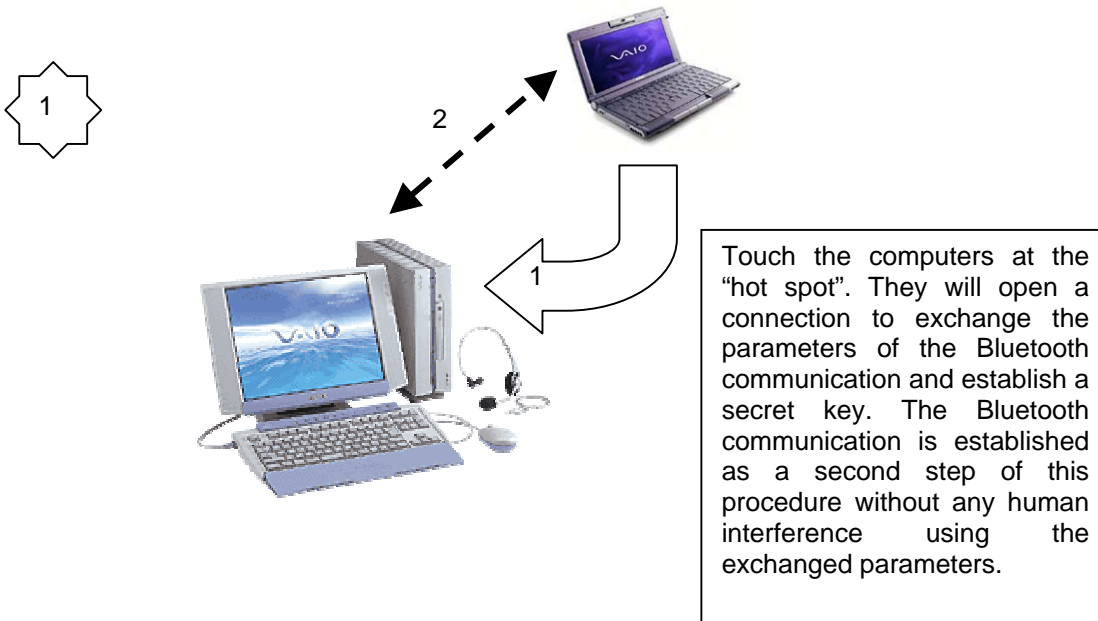 1
2
VAIO
1
VAIO
Touch the computers at the
“hot spot”. They will open a
connection to exchange the
parameters of the Bluetooth
communication and establish a
secret key. The Bluetooth
communication is established
as a second step of this
procedure without any human
interference using the
exchanged parameters.